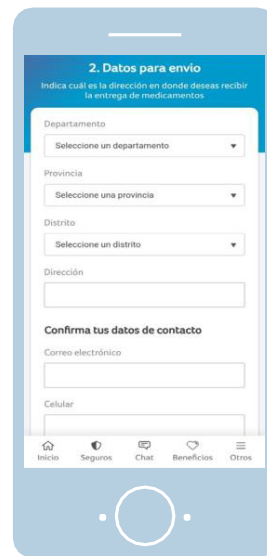 2. Datos para envio
Indica cuál es la dirección en donde deseas recibir
la entrega de medicamentos
Departamento
Seleccione un departamento
Provincia
Seleccione una provincia
Distrito
Seleccione un distrito
Dirección
Confirma tus datos de contacto
Correo electrónico
Celular
Inicio Seguros Chat Beneficios Otros